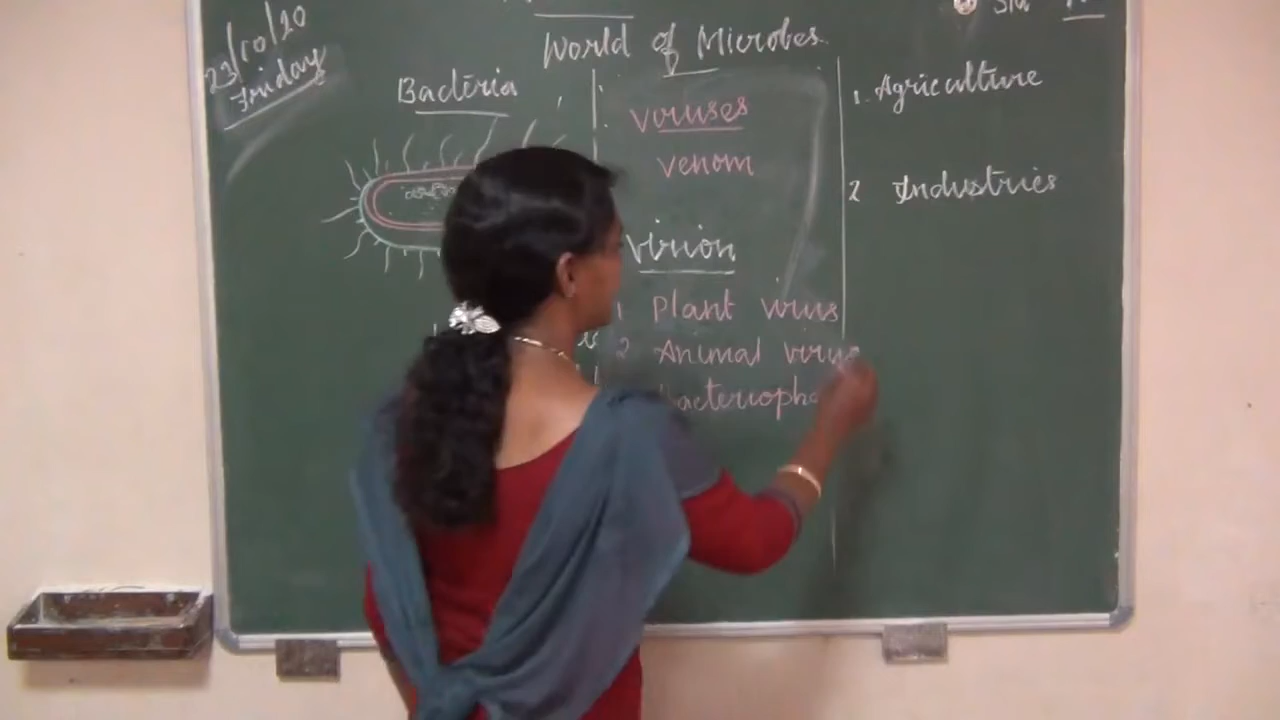 23/10/20
Friday
Std
World of Microbes
Bacteria
Viruses
venom
Virion
1 Plant virus
2 Animal virus
1. Agriculture
2 Industries